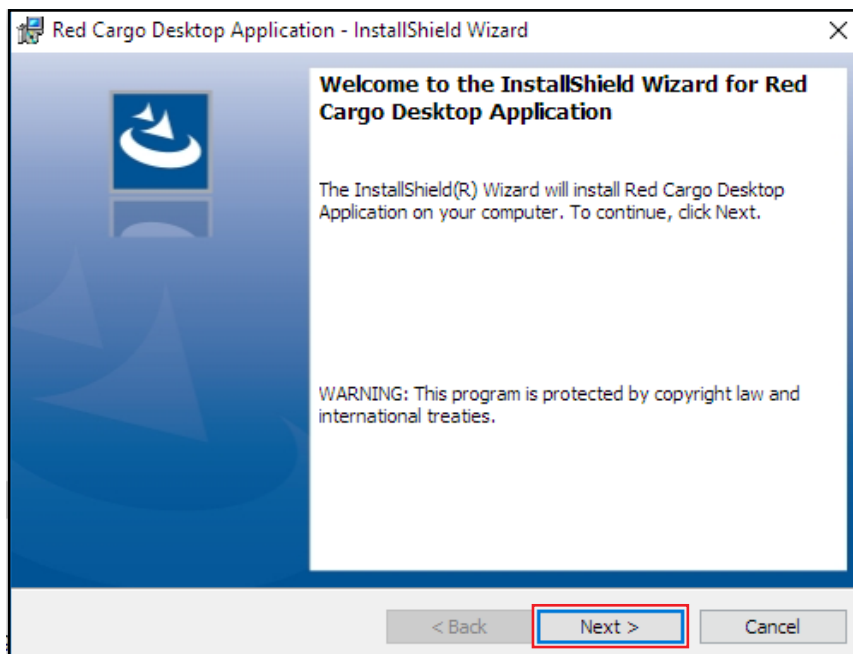 Red Cargo Desktop Application - InstallShield Wizard
Welcome to the InstallShield Wizard for Red
Cargo Desktop Application
The InstallShield(R) Wizard will install Red Cargo Desktop
Application on your computer. To continue, click Next.
WARNING: This program is protected by copyright law and
international treaties.
< Back
Next >
Cancel